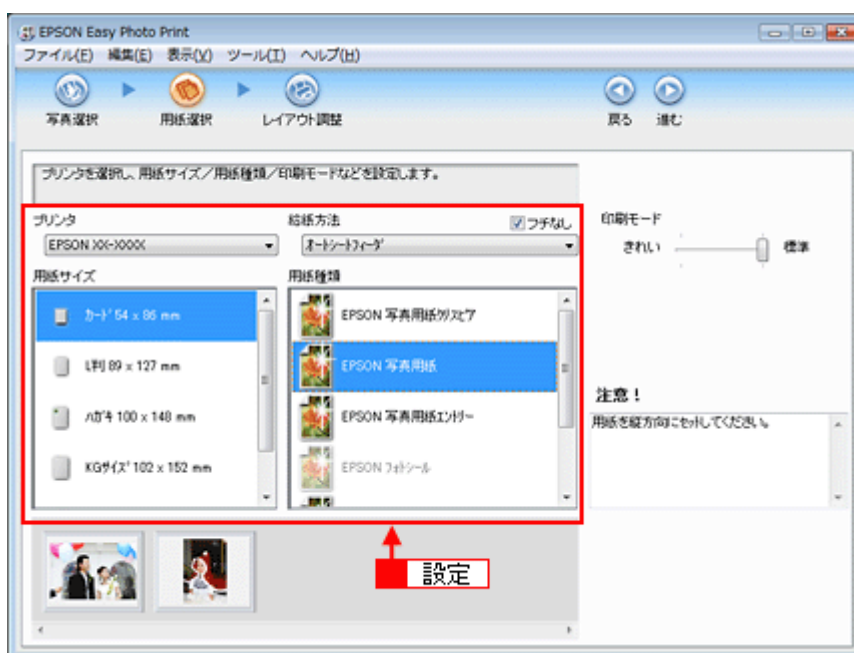 EPSON Easy Photo Print
ファイル(F) 編集(E) 表示(V) ツール(T) ヘルプ(H)
写真選択 用紙選択 レイアウト調整 戻る 進む
プリンタを選択し、用紙サイズ/用紙種類/印刷モードなどを設定します。
プリンタ 給紙方法 フチなし 印刷モード
EPSON XX-XXXX オートシートフィーダ きれい 標準
用紙サイズ 用紙種類
カード 54 x 86 mm EPSON 写真用紙クリスピア
L判 89 x 127 mm EPSON 写真用紙
ハガキ 100 x 148 mm EPSON 写真用紙エントリー
KGサイズ 102 x 152 mm EPSON フォトシール
注意!
用紙を縦方向にセットしてください。
設定